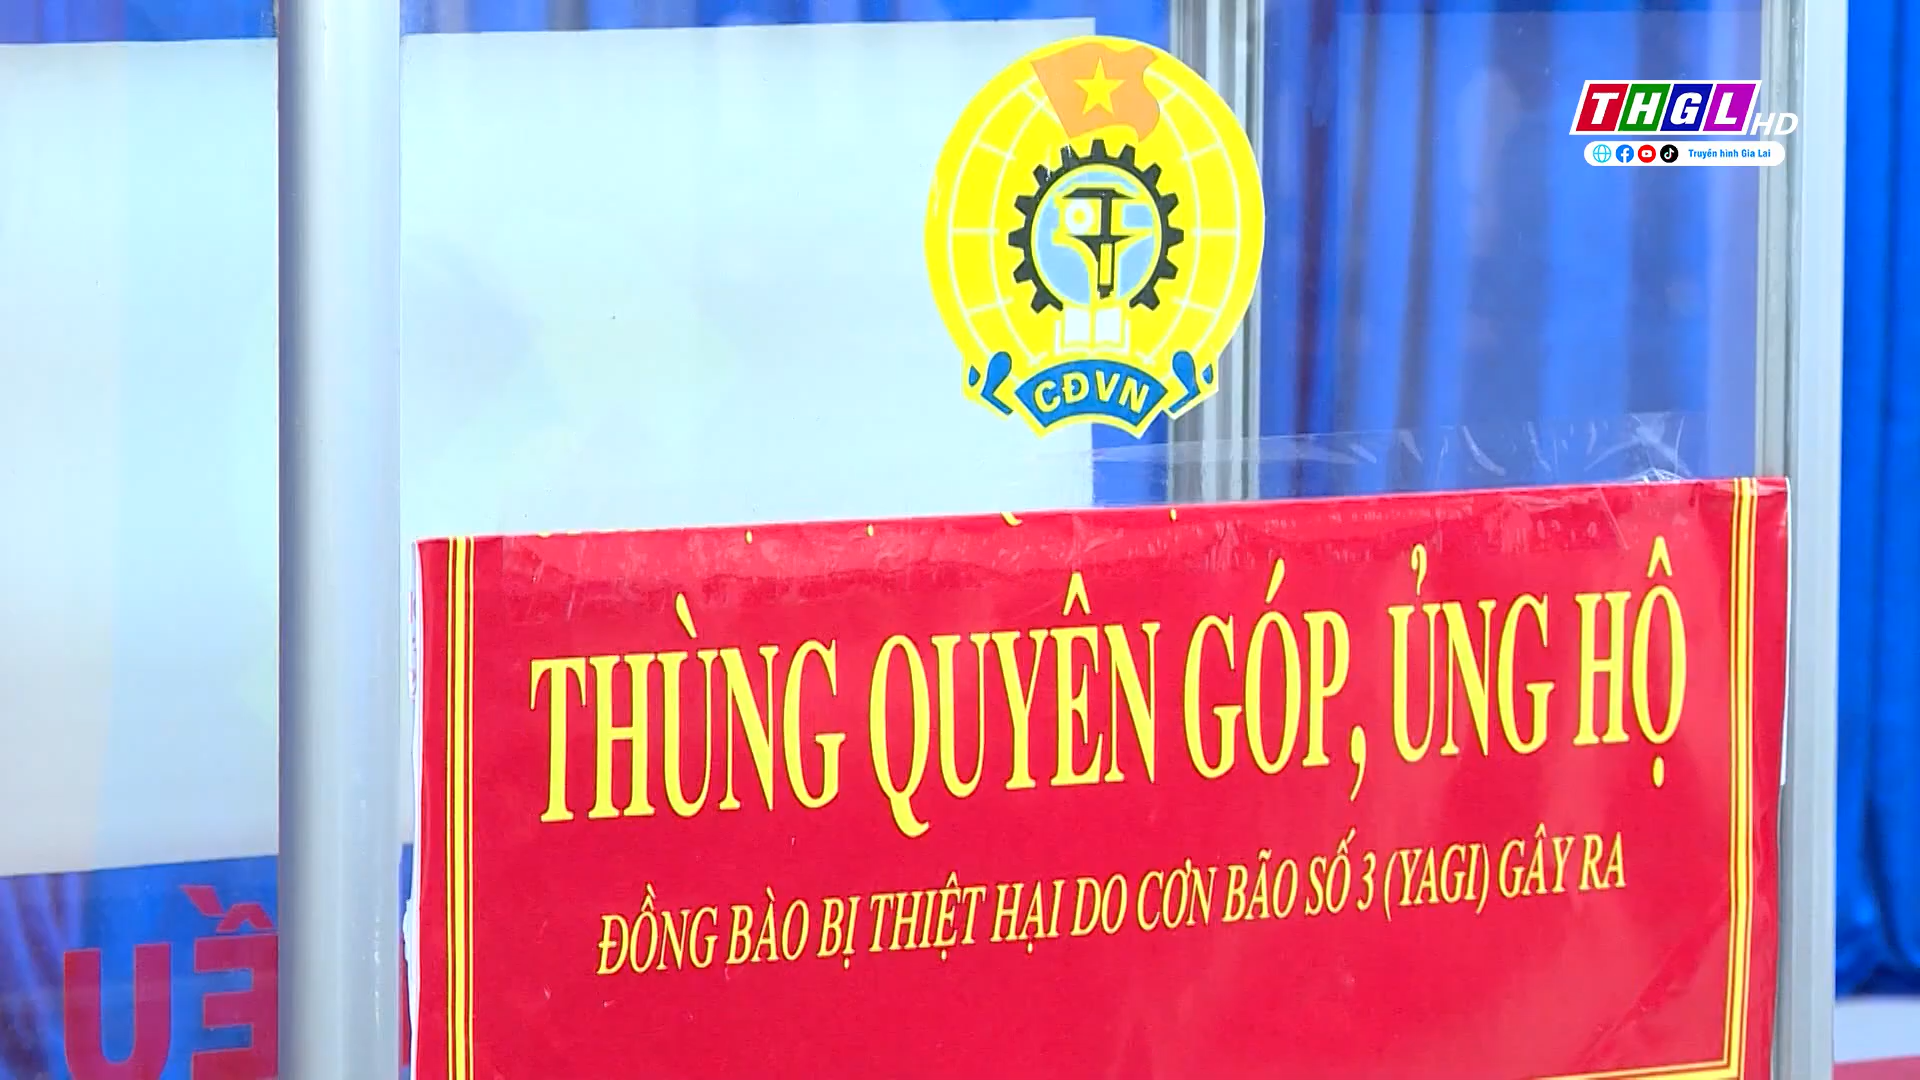 THGL HD
Truyền hình Gia Lai
CĐVN
THÙNG QUYÊN GÓP, ỦNG HỘ
ĐỒNG BÀO BỊ THIỆT HẠI DO CƠN BÃO SỐ 3 (YAGI) GÂY RA